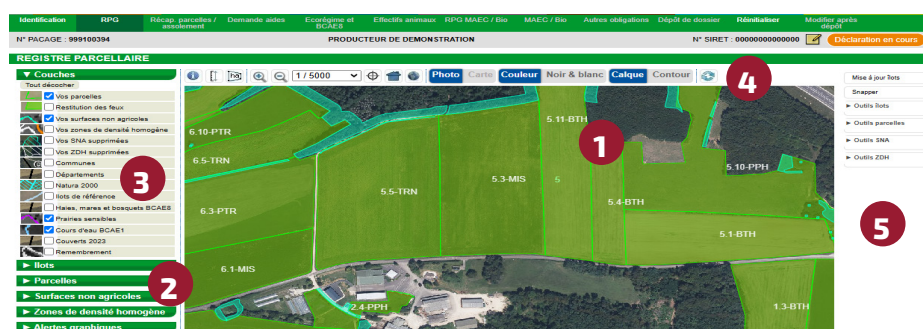 Identification RPG Récap. parcelles / assolement Demande aides Ecorégime et BCAE8 Effectifs animaux RPG MAEC / Bio MAEC / Bio Autres obligations Dépôt de dossier Réinitialiser Modifier après dépôt
N° PACAGE : 999100394 PRODUCTEUR DE DEMONSTRATION N° SIRET : 00000000000000 Déclaration en cours
REGISTRE PARCELLAIRE
▼ Couches
Tout décocher
Vos parcelles
Restitution des feux
Vos surfaces non agricoles
Vos zones de densité homogène
Vos SNA supprimées
Vos ZDH supprimées
Communes
Départements
Natura 2000
Ilots de référence
Haies, mares et bosquets BCAE8
Prairies sensibles
Cours d'eau BCAE1
Couverts 2023
Remembrement
► Ilots
► Parcelles
► Surfaces non agricoles
► Zones de densité homogène
► Alertes graphiques
3
2
1 / 5000 Photo Carto Couleur Noir & blanc Calque Contour
4
6.10-PTR
5.11-BTH
1
6.5-TRN
5.10-PPH
5.5-TRN
5.3-MIS
5
5.4-BTH
6.3-PTR
5.1-BTH
6.1-MIS
2.4-PPH
1.3-BTH
Mise à jour îlots
Snapper
► Outils îlots
► Outils parcelles
► Outils SNA
► Outils ZDH
5